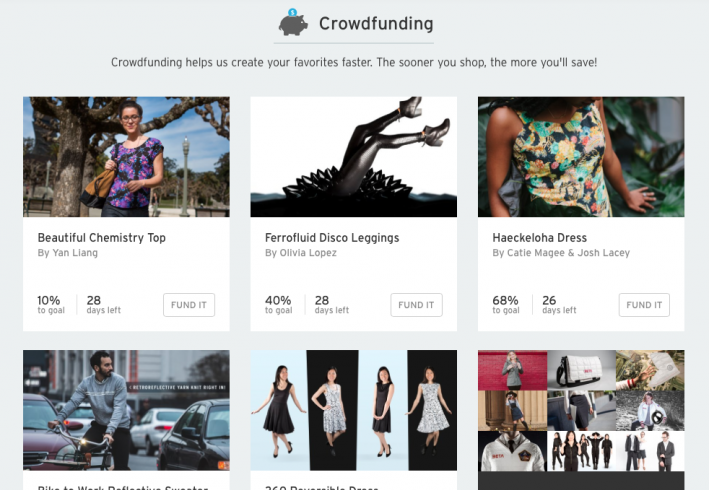 Crowdfunding
Crowdfunding helps us create your favorites faster. The sooner you shop, the more you'll save!
Beautiful Chemistry Top
By Yan Liang
10% to goal 28 days left FUND IT
Ferrofluid Disco Leggings
By Olivia Lopez
40% to goal 28 days left FUND IT
Haeckeloha Dress
By Catie Magee & Josh Lacey
68% to goal 26 days left FUND IT
RETROREFLECTIVE YARN KNIT RIGHT IN!
Bike to Work Reflective Sweater
360 Reversible Dress
BETA